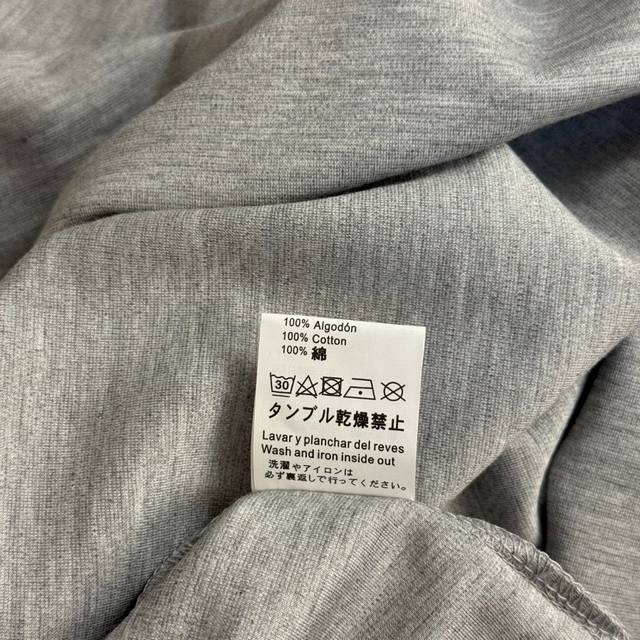 100% Algodón
100% Cotton
100% 綿
30
タンブル乾燥禁止
Lavar y planchar del reves
Wash and iron inside out
洗濯やアイロンは
必ず裏返しで行ってください。